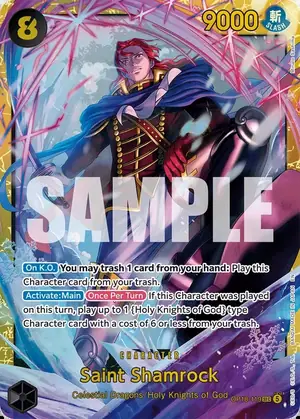 8
9000
斬
SLASH
SAMPLE
On K.O. You may trash 1 card from your hand: Play this
Character card from your trash.
Activate:Main Once Per Turn If this Character was played
on this turn, play up to 1 {Holy Knights of God} type
Character card with a cost of 6 or less from your trash.
CHARACTER
Saint Shamrock
Celestial Dragons/Holy Knights of God